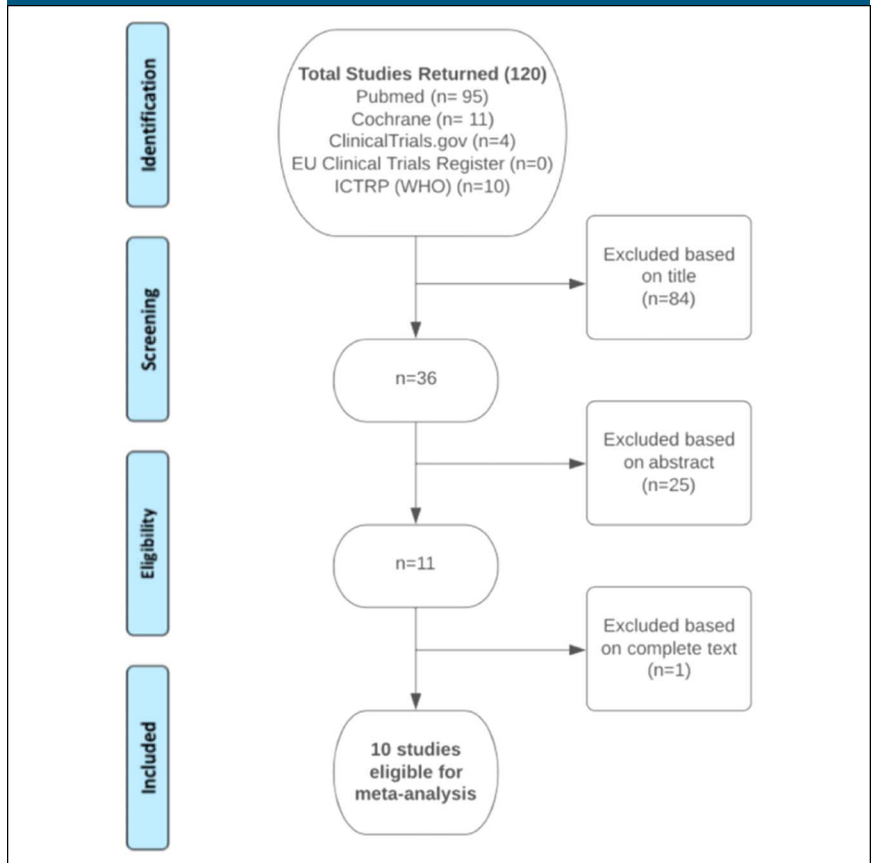 Identification
Total Studies Returned (120)
Pubmed (n= 95)
Cochrane (n= 11)
ClinicalTrials.gov (n=4)
EU Clinical Trials Register (n=0)
ICTRP (WHO) (n=10)
Excluded based
on title
(n=84)
Screening
n=36
Excluded based
on abstract
(n=25)
Eligibility
n=11
Excluded based
on complete text
(n=1)
Included
10 studies
eligible for
meta-analysis